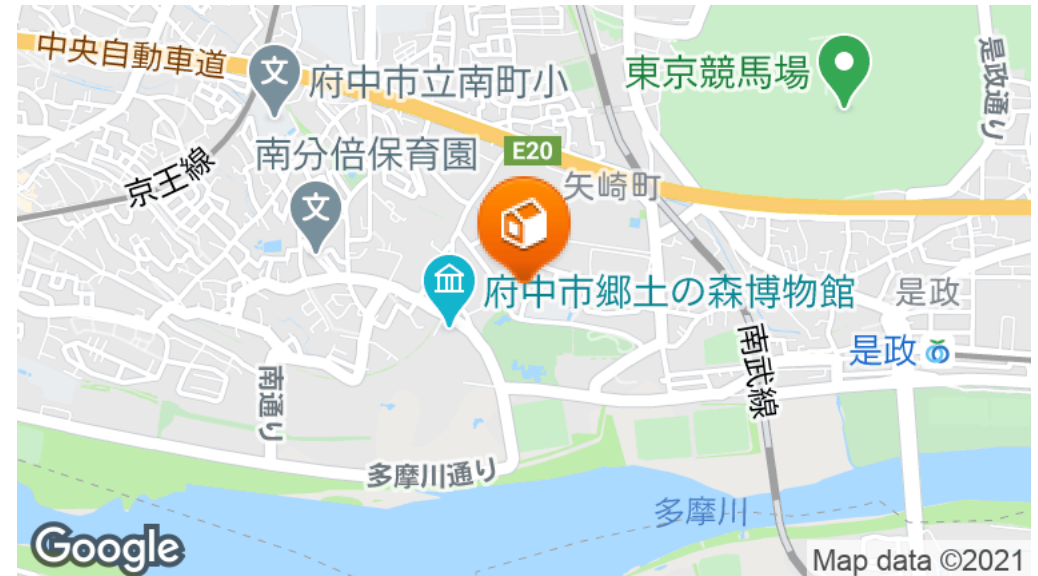 中央自動車道
文
府中市立南町小
東京競馬場
是政通り
京王線
南分倍保育園
E20
矢崎町
文
府中市郷土の森博物館
是政
是政
南武線
南通り
多摩川通り
多摩川
Google
Map data ©2021